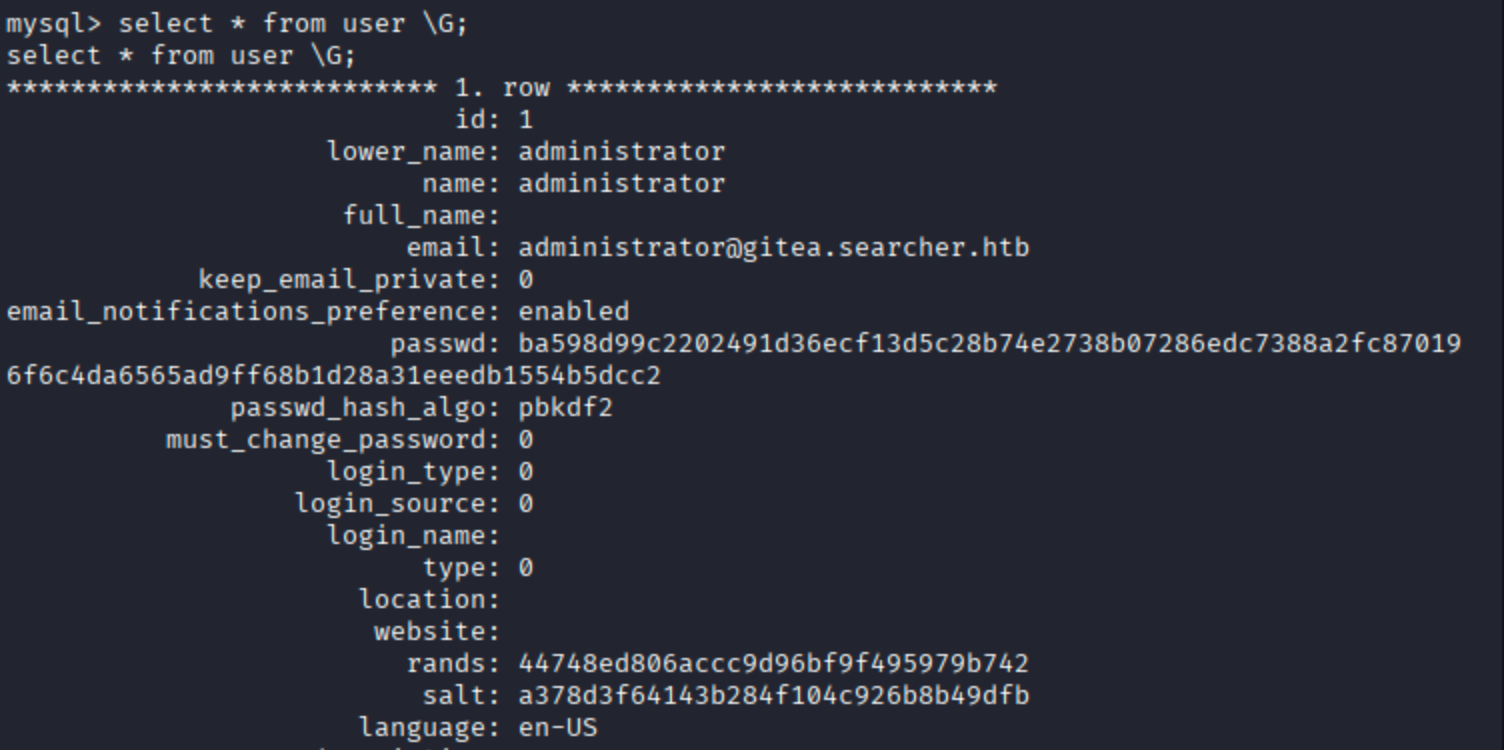 mysql> select * from user \G;
select * from user \G;
*************************** 1. row ***************************
id: 1
lower_name: administrator
name: administrator
full_name:
email: administrator@gitea.searcher.htb
keep_email_private: 0
email_notifications_preference: enabled
passwd: ba598d99c2202491d36ecf13d5c28b74e2738b07286edc7388a2fc87019
6f6c4da6565ad9ff68b1d28a31eeedb1554b5dcc2
passwd_hash_algo: pbkdf2
must_change_password: 0
login_type: 0
login_source: 0
login_name:
type: 0
location:
website:
rands: 44748ed806accc9d96bf9f495979b742
salt: a378d3f64143b284f104c926b8b49dfb
language: en-US